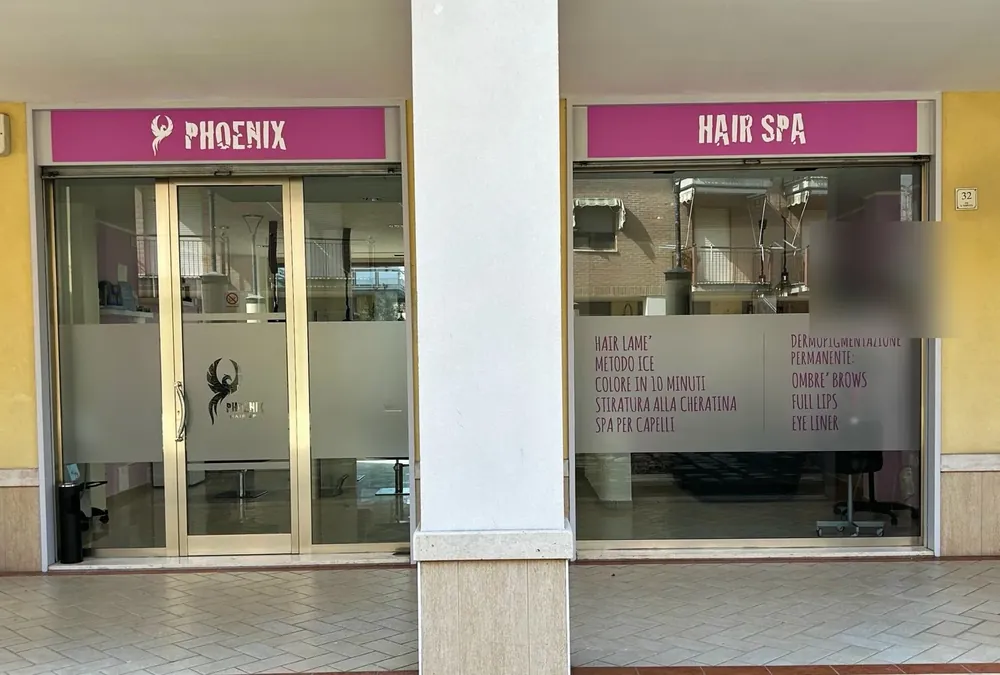 PHOENIX
HAIR SPA
32
PHOENIX
HAIR LAME'
METODO ICE
COLORE IN 10 MINUTI
STIRATURA ALLA CHERATINA
SPA PER CAPELLI
DERMOPIGMENTAZIONE
PERMANENTE:
OMBRE' BROWS
FULL LIPS
EYE LINER